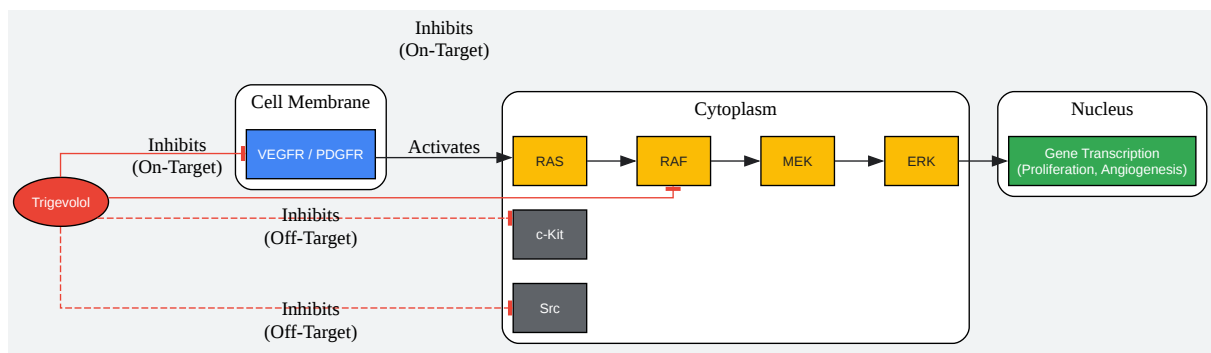 Inhibits
(On-Target)
Cell Membrane
Cytoplasm
Nucleus
Inhibits
(On-Target)
VEGFR / PDGFR
Activates
RAS
RAF
MEK
ERK
Gene Transcription
(Proliferation, Angiogenesis)
Trigevolol
Inhibits
(Off-Target)
c-Kit
Inhibits
(Off-Target)
Src